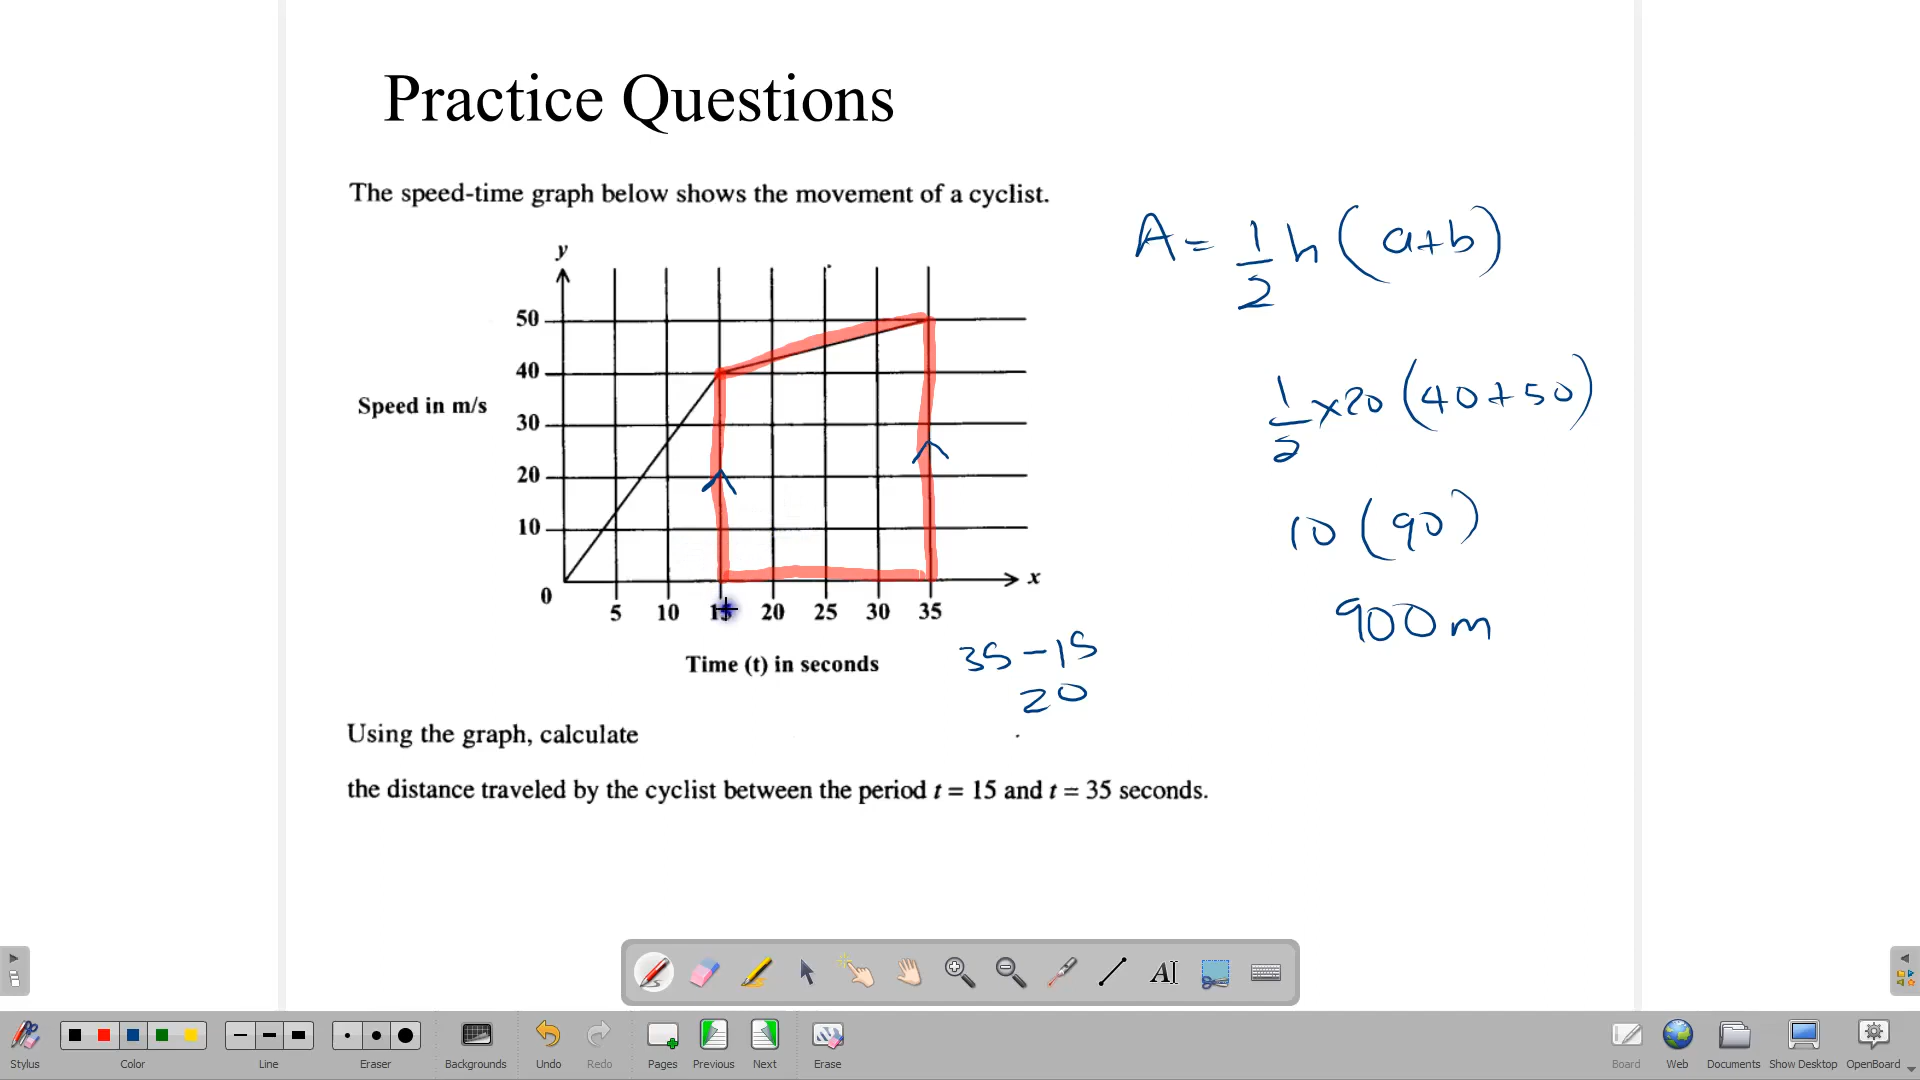 Practice Questions
The speed-time graph below shows the movement of a cyclist.
y
50
40
Speed in m/s
30
20
10
0
x
5 10 15 20 25 30 35
Time (t) in seconds
A = 1/2 h (a+b)
1/2 × 20 (40+50)
10 (90)
900 m
35 - 15
20
Using the graph, calculate
the distance traveled by the cyclist between the period t = 15 and t = 35 seconds.
AI
Stylus Color Line Eraser Backgrounds Undo Redo Pages Previous Next Erase Board Web Documents Show Desktop OpenBoard